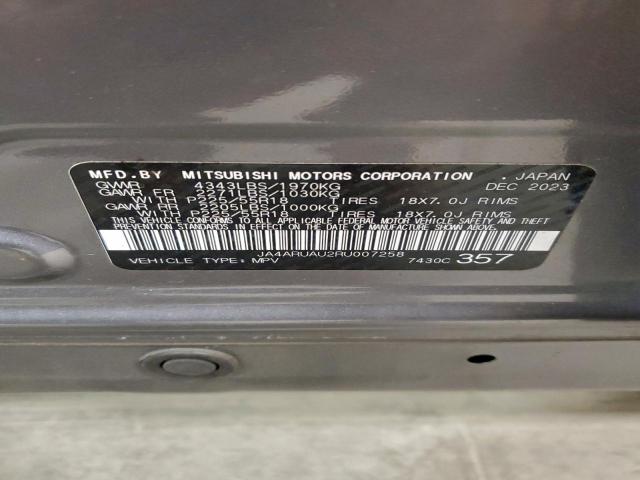 MFD.BY MITSUBISHI MOTORS CORPORATION . JAPAN
GVWR. 4343LBS/1970KG DEC 2023
GAWR FR 2271LBS/1030KG
WITH P225/55R18 TIRES 18X7.0J RIMS
GAWR RR 2205LBS/1000KG
WITH P225/55R18 TIRES 18X7.0J RIMS
THIS VEHICLE CONFORMS TO ALL APPLICABLE FEDERAL MOTOR VEHICLE SAFETY AND THEFT
PREVENTION STANDARDS IN EFFECT ON THE DATE OF MANUFACTURE SHOWN ABOVE.
JA4ARUAU2RU007258
VEHICLE TYPE: MPV 7430C 357